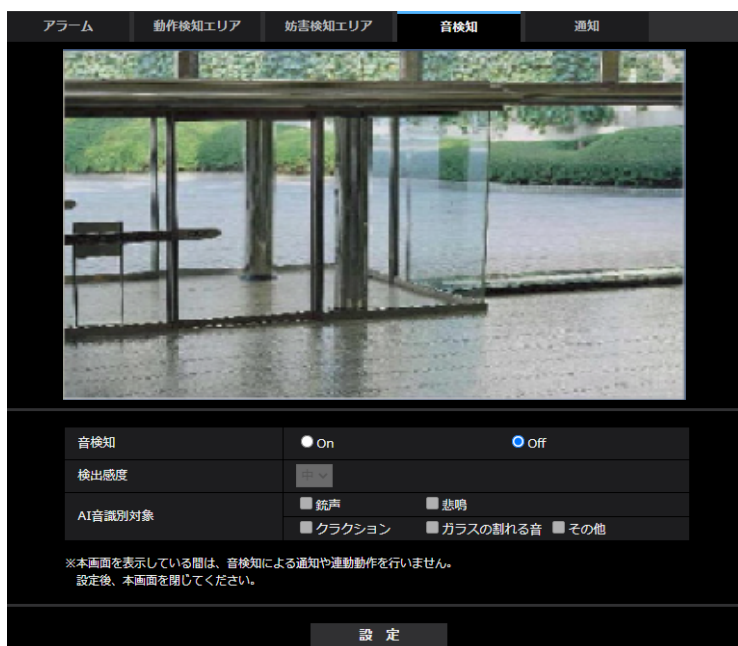 アラーム 動作検知エリア 妨害検知エリア 音検知 通知
音検知 On Off
検出感度 中
AI音識別対象 銃声 悲鳴
クラクション ガラスの割れる音 その他
※本画面を表示している間は、音検知による通知や連動動作を行いません。
設定後、本画面を閉じてください。
設 定